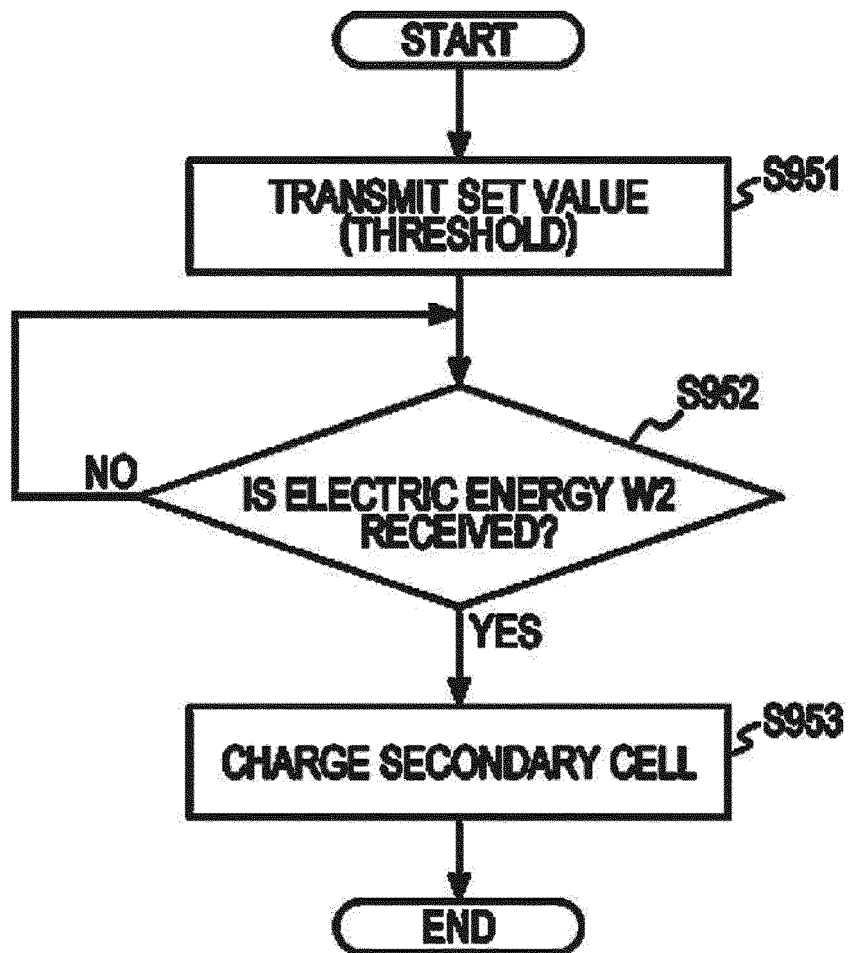 START
TRANSMIT SET VALUE
(THRESHOLD)
S951
S952
NO
IS ELECTRIC ENERGY W2
RECEIVED?
YES
S953
CHARGE SECONDARY CELL
END